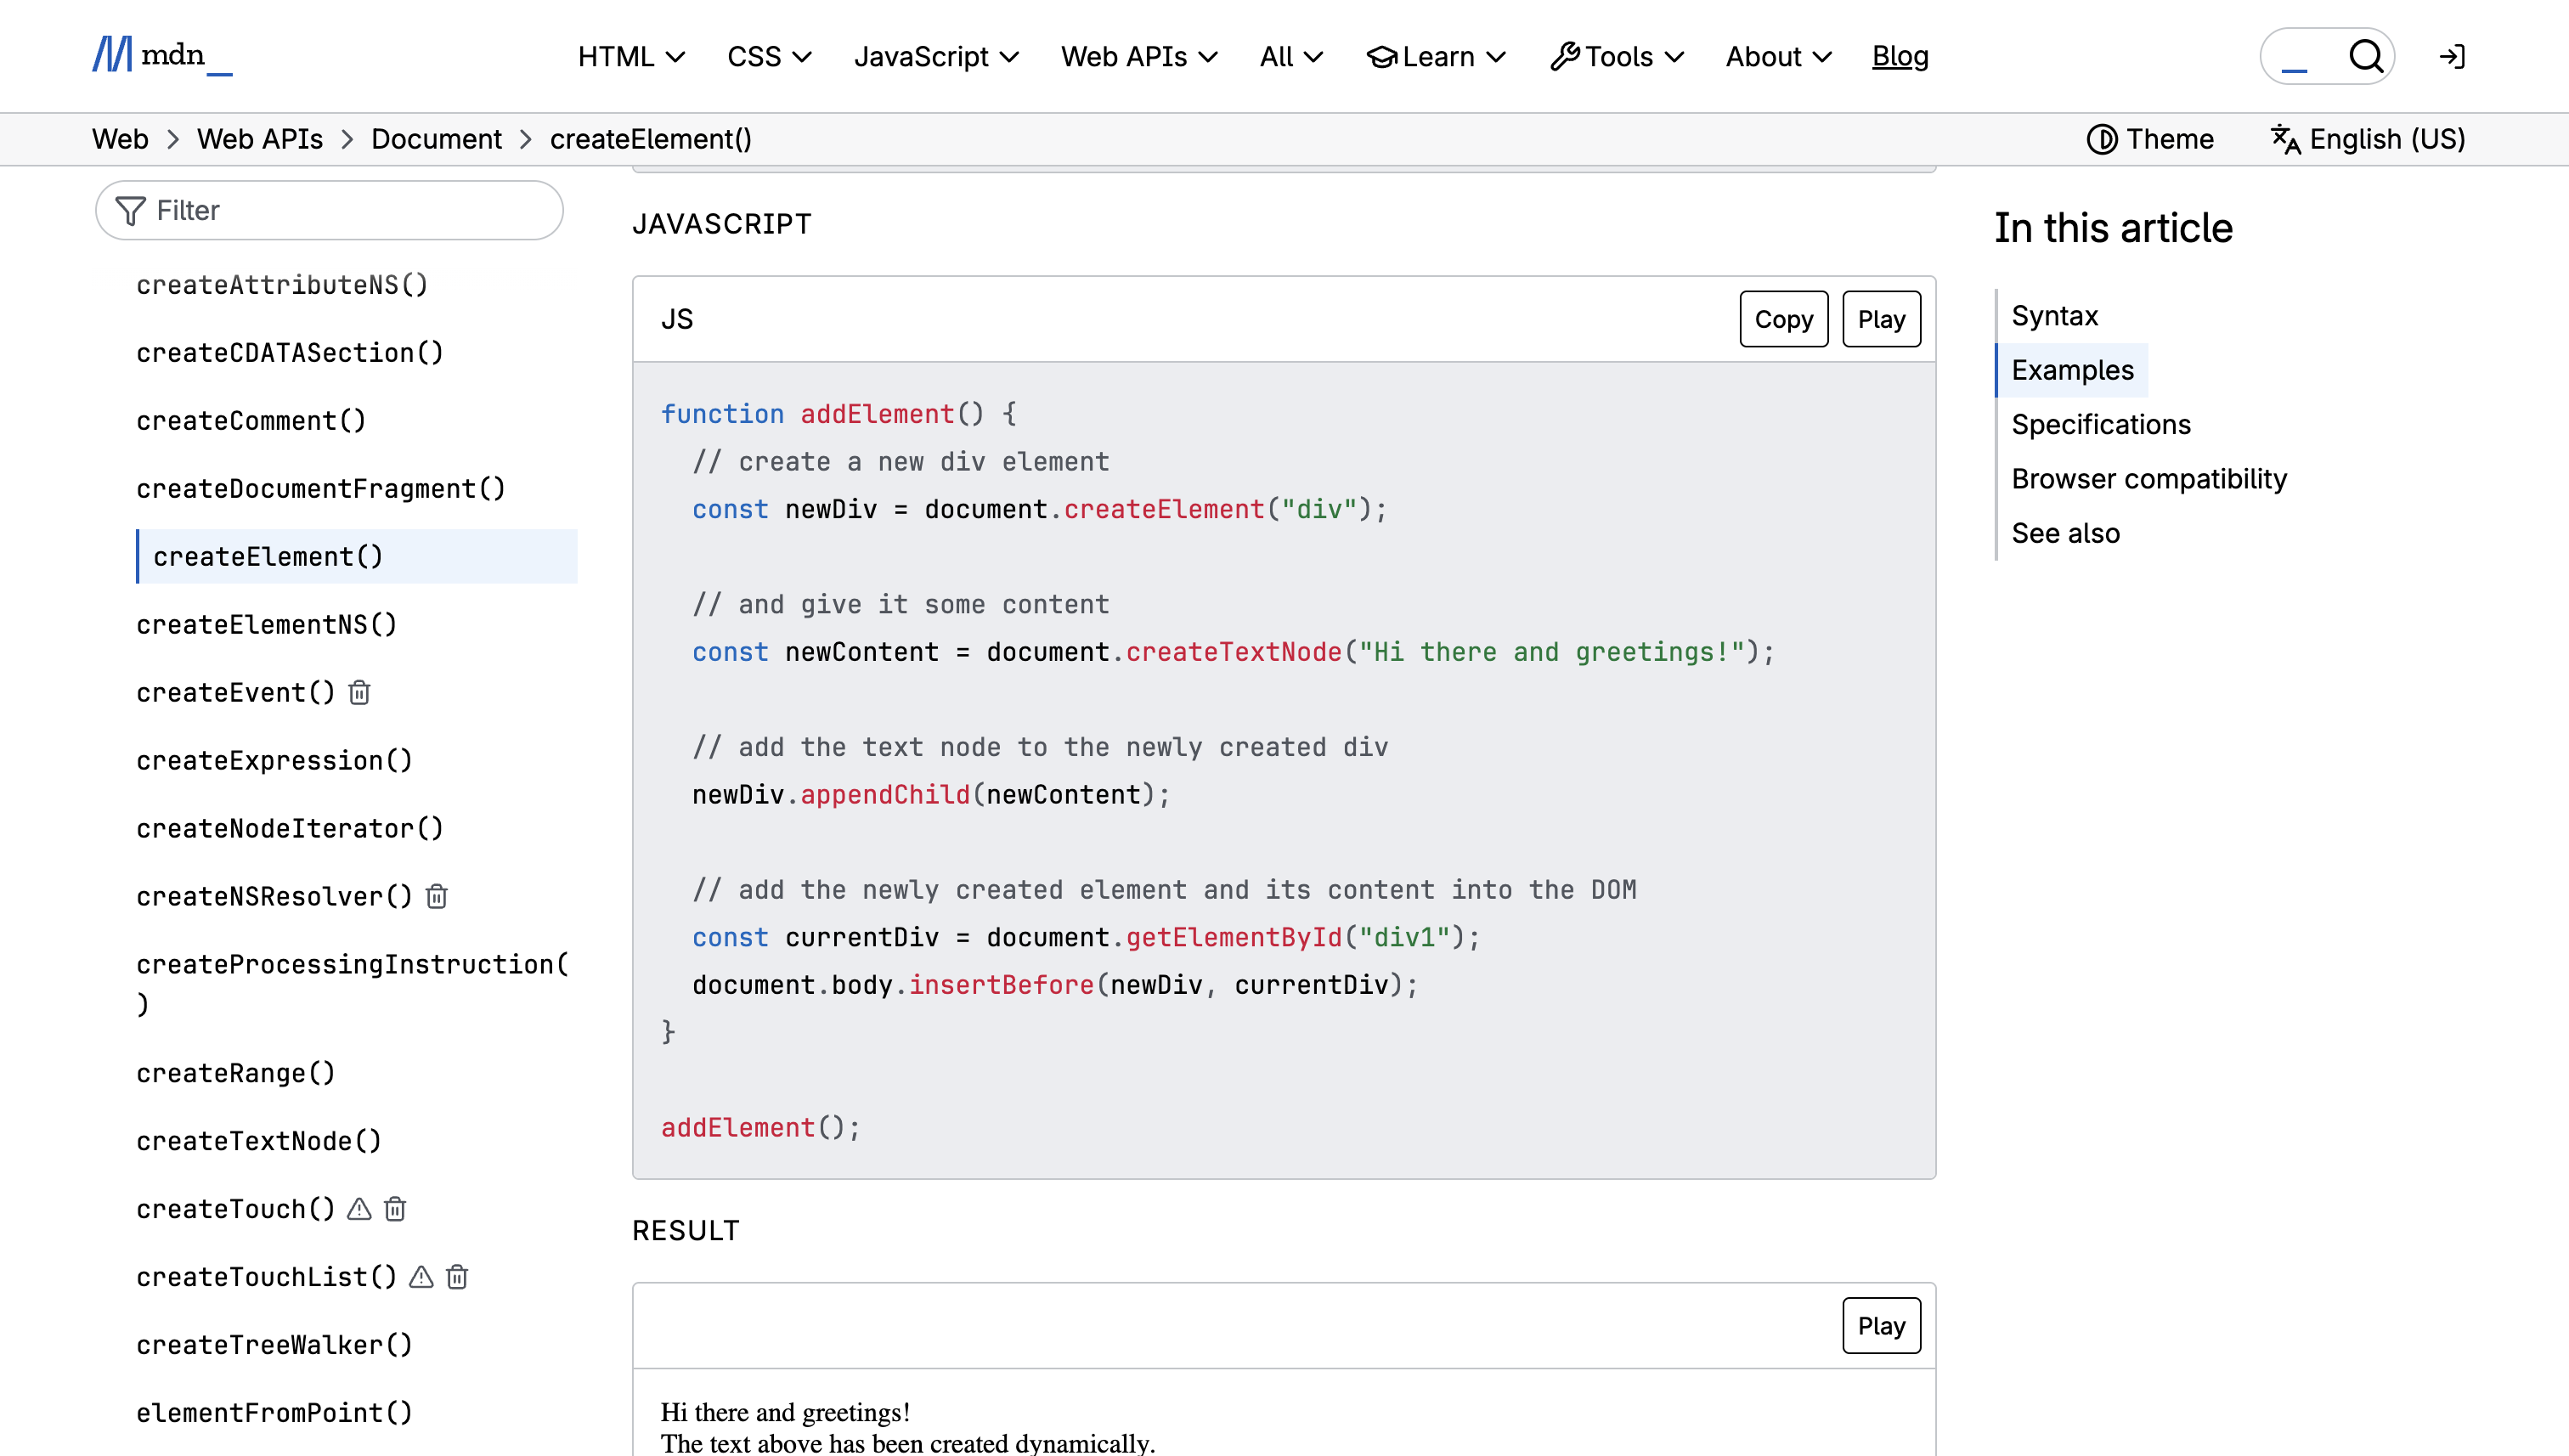 mdn_
HTML CSS JavaScript Web APIs All Learn Tools About Blog
Web Web APIs Document createElement()
Theme English (US)
Filter
createAttributeNS()
createCDATASection()
createComment()
createDocumentFragment()
createElement()
createElementNS()
createEvent()
createExpression()
createNodeIterator()
createNSResolver()
createProcessingInstruction(
)
createRange()
createTextNode()
createTouch()
createTouchList()
createTreeWalker()
elementFromPoint()
JAVASCRIPT
JS
Copy Play
function addElement() {
  // create a new div element
  const newDiv = document.createElement("div");

  // and give it some content
  const newContent = document.createTextNode("Hi there and greetings!");

  // add the text node to the newly created div
  newDiv.appendChild(newContent);

  // add the newly created element and its content into the DOM
  const currentDiv = document.getElementById("div1");
  document.body.insertBefore(newDiv, currentDiv);
}

addElement();
RESULT
Play
Hi there and greetings!
The text above has been created dynamically.
In this article
Syntax
Examples
Specifications
Browser compatibility
See also